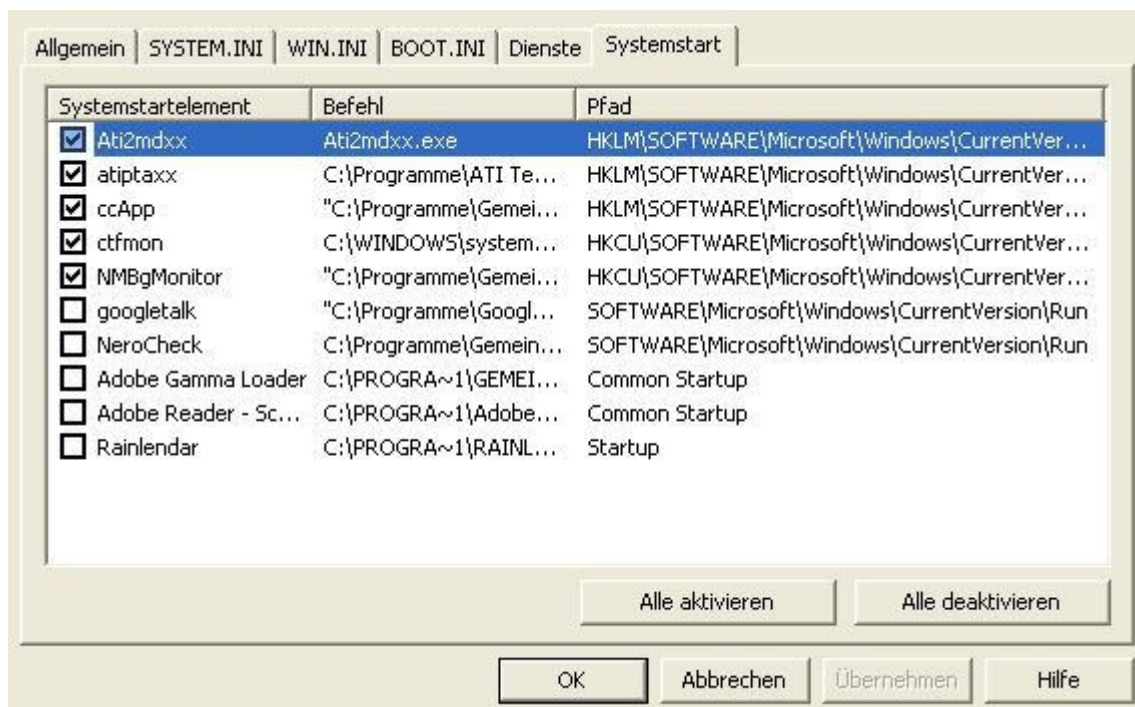 Allgemein SYSTEM.INI WIN.INI BOOT.INI Dienste Systemstart
Systemstartelement Befehl Pfad
Ati2mdxx Ati2mdxx.exe HKLM\SOFTWARE\Microsoft\Windows\CurrentVer...
atiptaxx C:\Programme\ATI Te... HKLM\SOFTWARE\Microsoft\Windows\CurrentVer...
ccApp "C:\Programme\Gemei... HKLM\SOFTWARE\Microsoft\Windows\CurrentVer...
ctfmon C:\WINDOWS\system... HKCU\SOFTWARE\Microsoft\Windows\CurrentVer...
NMBgMonitor "C:\Programme\Gemei... HKCU\SOFTWARE\Microsoft\Windows\CurrentVer...
googletalk "C:\Programme\Googl... SOFTWARE\Microsoft\Windows\CurrentVersion\Run
NeroCheck C:\Programme\Gemein... SOFTWARE\Microsoft\Windows\CurrentVersion\Run
Adobe Gamma Loader C:\PROGRA~1\GEMEI... Common Startup
Adobe Reader - Sc... C:\PROGRA~1\Adobe... Common Startup
Rainlendar C:\PROGRA~1\RAINL... Startup
Alle aktivieren Alle deaktivieren
OK Abbrechen Übernehmen Hilfe